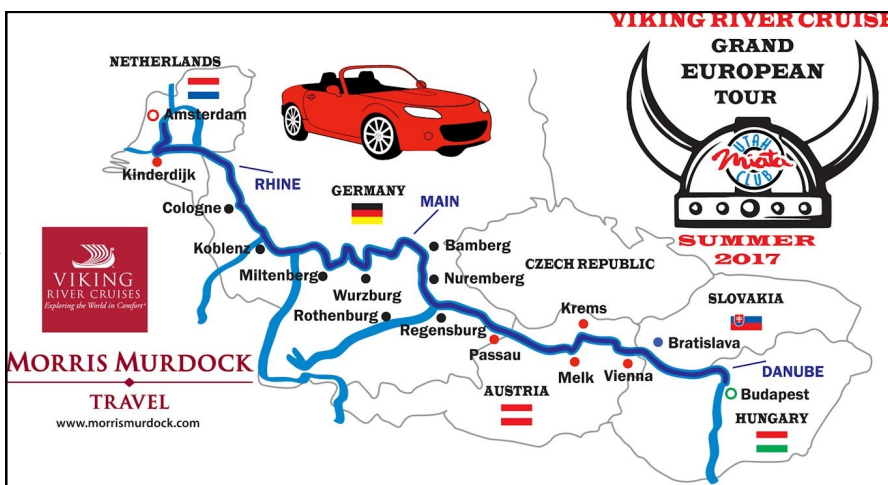 VIKING RIVER CRUISE
GRAND
EUROPEAN
TOUR
UTAH
Miata
CLUB
SUMMER
2017
NETHERLANDS
Amsterdam
Kinderdijk
RHINE
Cologne
GERMANY
MAIN
Koblenz
Bamberg
Miltenberg
Nuremberg
Wurzburg
Rothenburg
Regensburg
CZECH REPUBLIC
Krems
SLOVAKIA
Passau
Bratislava
Melk
Vienna
DANUBE
AUSTRIA
Budapest
HUNGARY
VIKING
RIVER CRUISES
Exploring the World in Comfort®
MORRIS MURDOCK
TRAVEL
www.morrismurdock.com